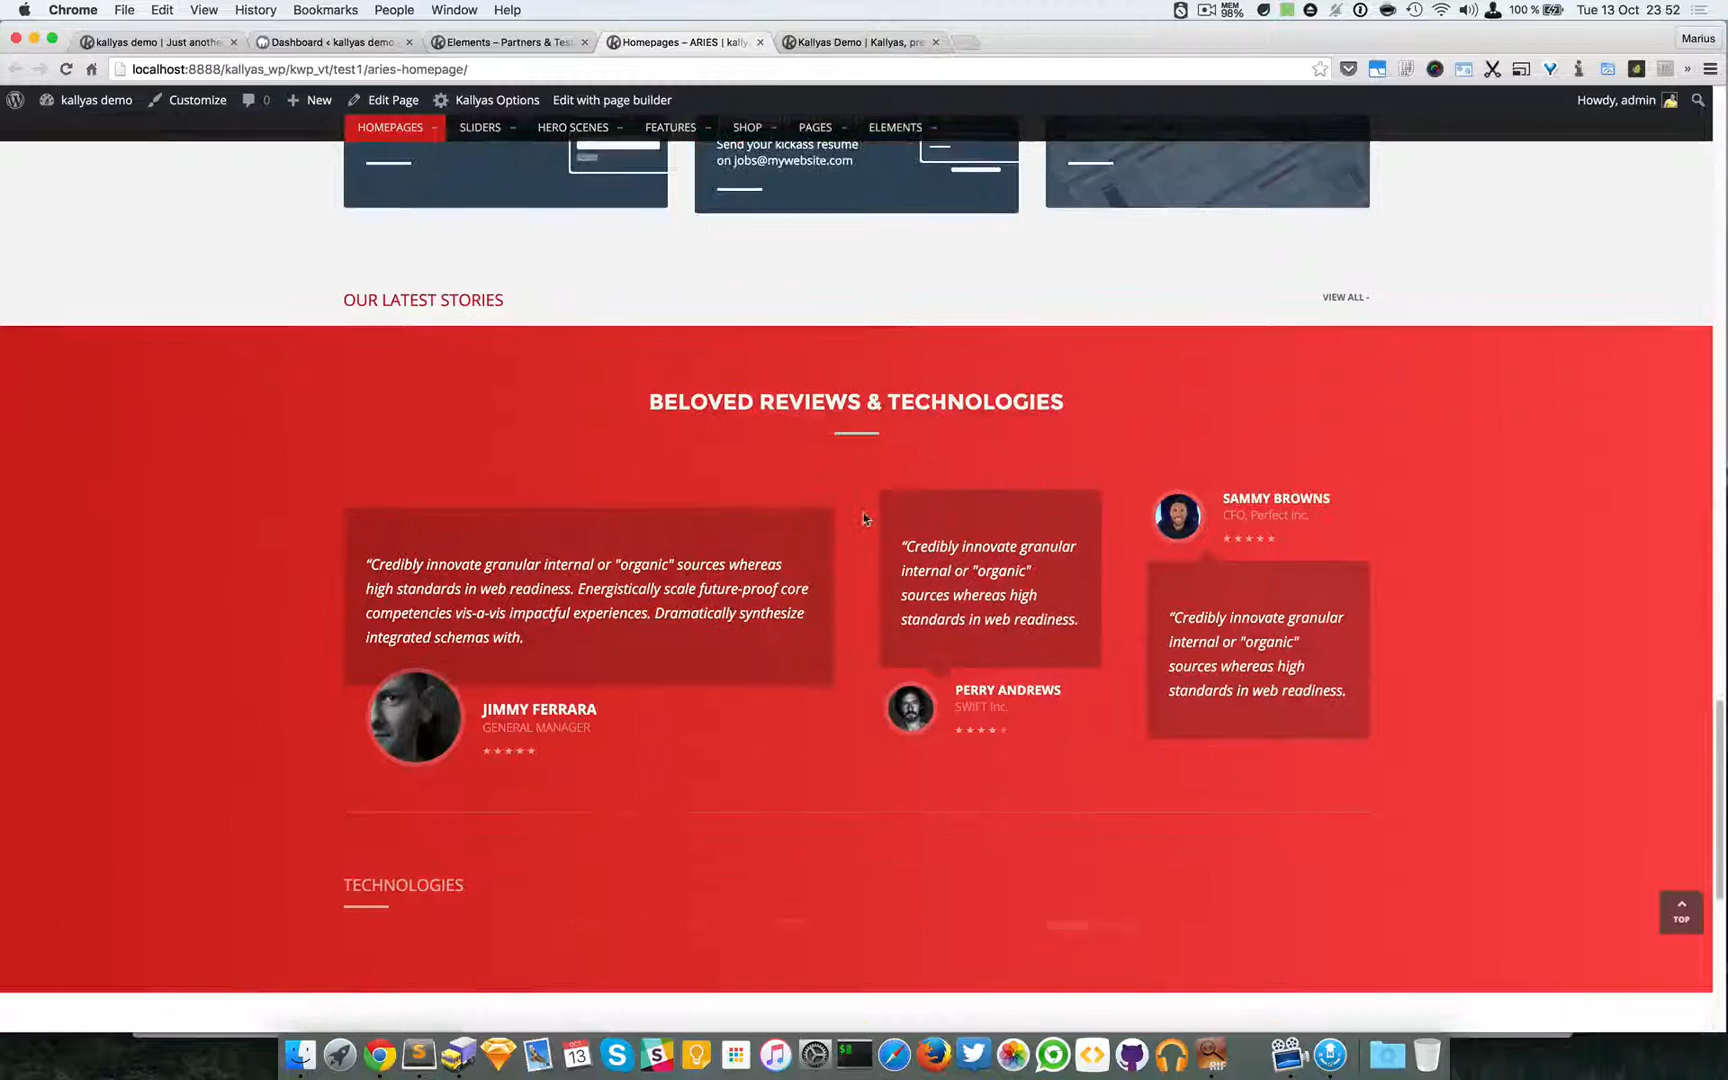 Chrome File Edit View History Bookmarks People Window Help
MEM 98% 100 % Tue 13 Oct 23:52
kallyas demo | Just anothe
Dashboard ‹ kallyas demo
Elements – Partners & Tes
Homepages – ARIES | kally
Kallyas Demo | Kallyas, pre
Marius
localhost:8888/kallyas_wp/kwp_vt/test1/aries-homepage/
kallyas demo Customize 0 New Edit Page Kallyas Options Edit with page builder Howdy, admin
HOMEPAGES SLIDERS HERO SCENES FEATURES SHOP PAGES ELEMENTS
Send your kickass resume
on jobs@mywebsite.com
OUR LATEST STORIES
VIEW ALL -
BELOVED REVIEWS & TECHNOLOGIES
“Credibly innovate granular internal or "organic" sources whereas
high standards in web readiness. Energistically scale future-proof core
competencies vis-a-vis impactful experiences. Dramatically synthesize
integrated schemas with.
JIMMY FERRARA
GENERAL MANAGER
“Credibly innovate granular
internal or "organic"
sources whereas high
standards in web readiness.
PERRY ANDREWS
SWIFT Inc.
SAMMY BROWNS
CFO, Perfect Inc.
“Credibly innovate granular
internal or "organic"
sources whereas high
standards in web readiness.
TECHNOLOGIES
TOP
13
RIF